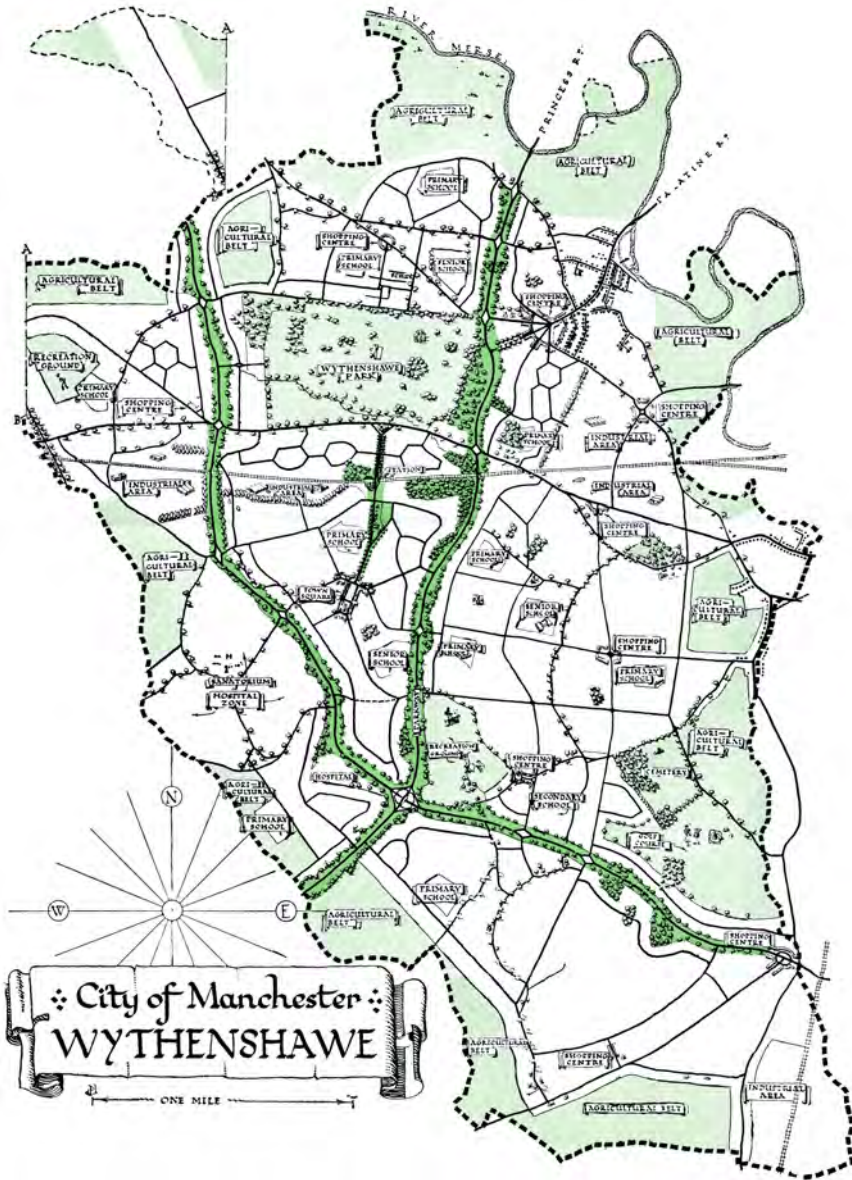 A
RIVER MERSEY
PRINCESS RD.
AGRICULTURAL
BELT
AGRICULTURAL
BELT
PALATINE RD.
PRIMARY
SCHOOL
AGRI-
CULTURAL
BELT
SHOPPING
CENTRE
PRIMARY
SCHOOL
SENIOR
SCHOOL
A
AGRICULTURAL
BELT
SHOPPING
CENTRE
AGRICULTURAL
BELT
RECREATION
GROUND
WYTHENSHAWE
PARK
PRIMARY
SCHOOL
SHOPPING
CENTRE
SHOPPING
CENTRE
B
PRIMARY
SCHOOL
INDUSTRIAL
AREA
STATION
INDUSTRIAL
AREA
INDUSTRIAL
AREA
INDUSTRIAL
AREA
SHOPPING
CENTRE
PRIMARY
SCHOOL
AGRI-
CULTURAL
BELT
PRIMARY
SCHOOL
TOWN
SQUARE
SENIOR
SCHOOL
AGRI-
CULTURAL
BELT
SENIOR
SCHOOL
PRIMARY
SCHOOL
SHOPPING
CENTRE
PRIMARY
SCHOOL
H
SANATORIUM
HOSPITAL
ZONE
PARKWAY
RECREATION
GROUND
AGRI-
CULTURAL
BELT
SHOPPING
CENTRE
CEMETERY
HOSPITAL
SECONDARY
SCHOOL
AGRI-
CULTURAL
BELT
PRIMARY
SCHOOL
GOLF
COURSE
N
W
E
PRIMARY
SCHOOL
AGRICULTURAL
BELT
SHOPPING
CENTRE
City of Manchester
WYTHENSHAWE
B
ONE MILE
AGRICULTURAL
BELT
SHOPPING
CENTRE
INDUSTRIAL
AREA
AGRICULTURAL BELT